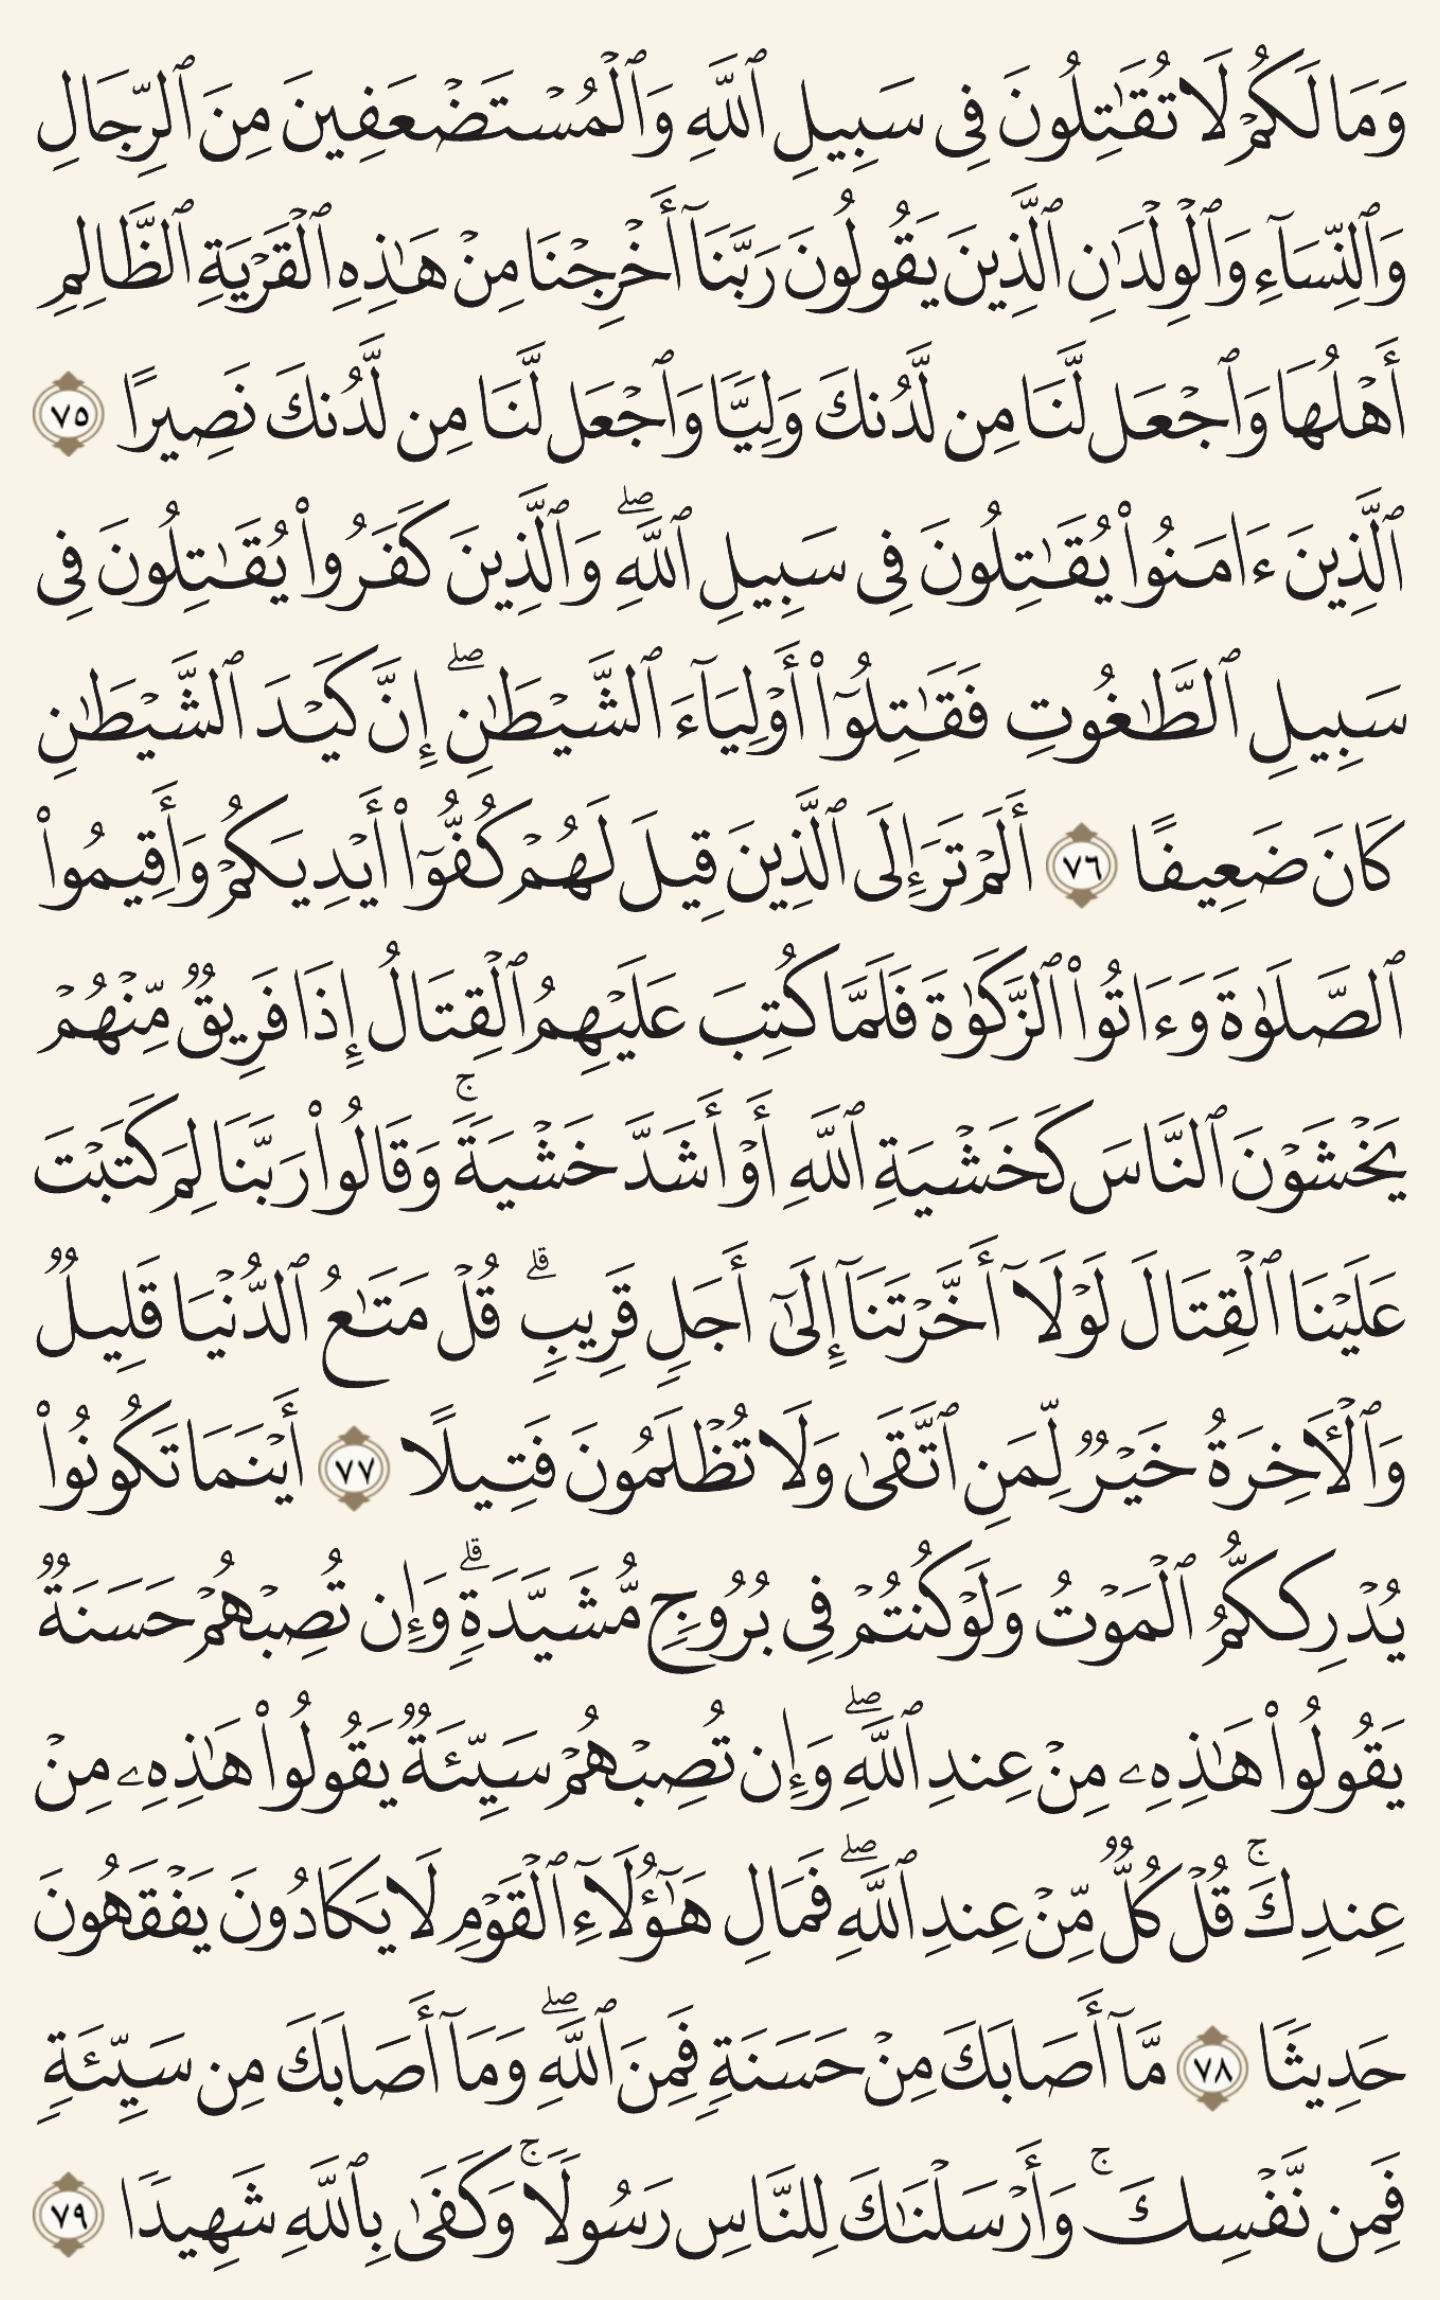 وَمَا لَكُمْ لَا تُقَٰتِلُونَ فِى سَبِيلِ ٱللَّهِ وَٱلْمُسْتَضْعَفِينَ مِنَ ٱلرِّجَالِ
وَٱلنِّسَآءِ وَٱلْوِلْدَٰنِ ٱلَّذِينَ يَقُولُونَ رَبَّنَآ أَخْرِجْنَا مِنْ هَٰذِهِ ٱلْقَرْيَةِ ٱلظَّالِمِ
أَهْلُهَا وَٱجْعَل لَّنَا مِن لَّدُنكَ وَلِيًّا وَٱجْعَل لَّنَا مِن لَّدُنكَ نَصِيرًا ٧٥
ٱلَّذِينَ ءَامَنُوا۟ يُقَٰتِلُونَ فِى سَبِيلِ ٱللَّهِ ۖ وَٱلَّذِينَ كَفَرُوا۟ يُقَٰتِلُونَ فِى
سَبِيلِ ٱلطَّٰغُوتِ فَقَٰتِلُوٓا۟ أَوْلِيَآءَ ٱلشَّيْطَٰنِ ۖ إِنَّ كَيْدَ ٱلشَّيْطَٰنِ
كَانَ ضَعِيفًا ٧٦ أَلَمْ تَرَ إِلَى ٱلَّذِينَ قِيلَ لَهُمْ كُفُّوٓا۟ أَيْدِيَكُمْ وَأَقِيمُوا۟
ٱلصَّلَوٰةَ وَءَاتُوا۟ ٱلزَّكَوٰةَ فَلَمَّا كُتِبَ عَلَيْهِمُ ٱلْقِتَالُ إِذَا فَرِيقٌ مِّنْهُمْ
يَخْشَوْنَ ٱلنَّاسَ كَخَشْيَةِ ٱللَّهِ أَوْ أَشَدَّ خَشْيَةً ۚ وَقَالُوا۟ رَبَّنَا لِمَ كَتَبْتَ
عَلَيْنَا ٱلْقِتَالَ لَوْلَآ أَخَّرْتَنَآ إِلَىٰٓ أَجَلٍ قَرِيبٍ ۗ قُلْ مَتَٰعُ ٱلدُّنْيَا قَلِيلٌ
وَٱلْـَٔاخِرَةُ خَيْرٌ لِّمَنِ ٱتَّقَىٰ وَلَا تُظْلَمُونَ فَتِيلًا ٧٧ أَيْنَمَا تَكُونُوا۟
يُدْرِككُّمُ ٱلْمَوْتُ وَلَوْ كُنتُمْ فِى بُرُوجٍ مُّشَيَّدَةٍ ۗ وَإِن تُصِبْهُمْ حَسَنَةٌ
يَقُولُوا۟ هَٰذِهِۦ مِنْ عِندِ ٱللَّهِ ۖ وَإِن تُصِبْهُمْ سَيِّئَةٌ يَقُولُوا۟ هَٰذِهِۦ مِنْ
عِندِكَ ۚ قُلْ كُلٌّ مِّنْ عِندِ ٱللَّهِ ۖ فَمَالِ هَٰٓؤُلَآءِ ٱلْقَوْمِ لَا يَكَادُونَ يَفْقَهُونَ
حَدِيثًا ٧٨ مَّآ أَصَابَكَ مِنْ حَسَنَةٍ فَمِنَ ٱللَّهِ ۖ وَمَآ أَصَابَكَ مِن سَيِّئَةٍ
فَمِن نَّفْسِكَ ۚ وَأَرْسَلْنَٰكَ لِلنَّاسِ رَسُولًا ۚ وَكَفَىٰ بِٱللَّهِ شَهِيدًا ٧٩